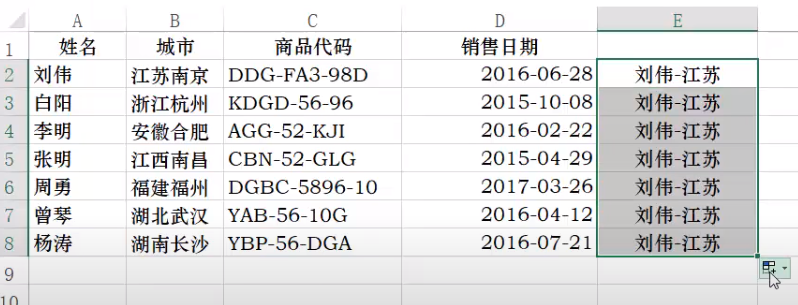 A B C D E
1 姓名 城市 商品代码 销售日期
2 刘伟 江苏南京 DDG-FA3-98D 2016-06-28 刘伟-江苏
3 白阳 浙江杭州 KDGD-56-96 2015-10-08 刘伟-江苏
4 李明 安徽合肥 AGG-52-KJI 2016-02-22 刘伟-江苏
5 张明 江西南昌 CBN-52-GLG 2015-04-29 刘伟-江苏
6 周勇 福建福州 DGBC-5896-10 2017-03-26 刘伟-江苏
7 曾琴 湖北武汉 YAB-56-10G 2016-04-12 刘伟-江苏
8 杨涛 湖南长沙 YBP-56-DGA 2016-07-21 刘伟-江苏
9
10